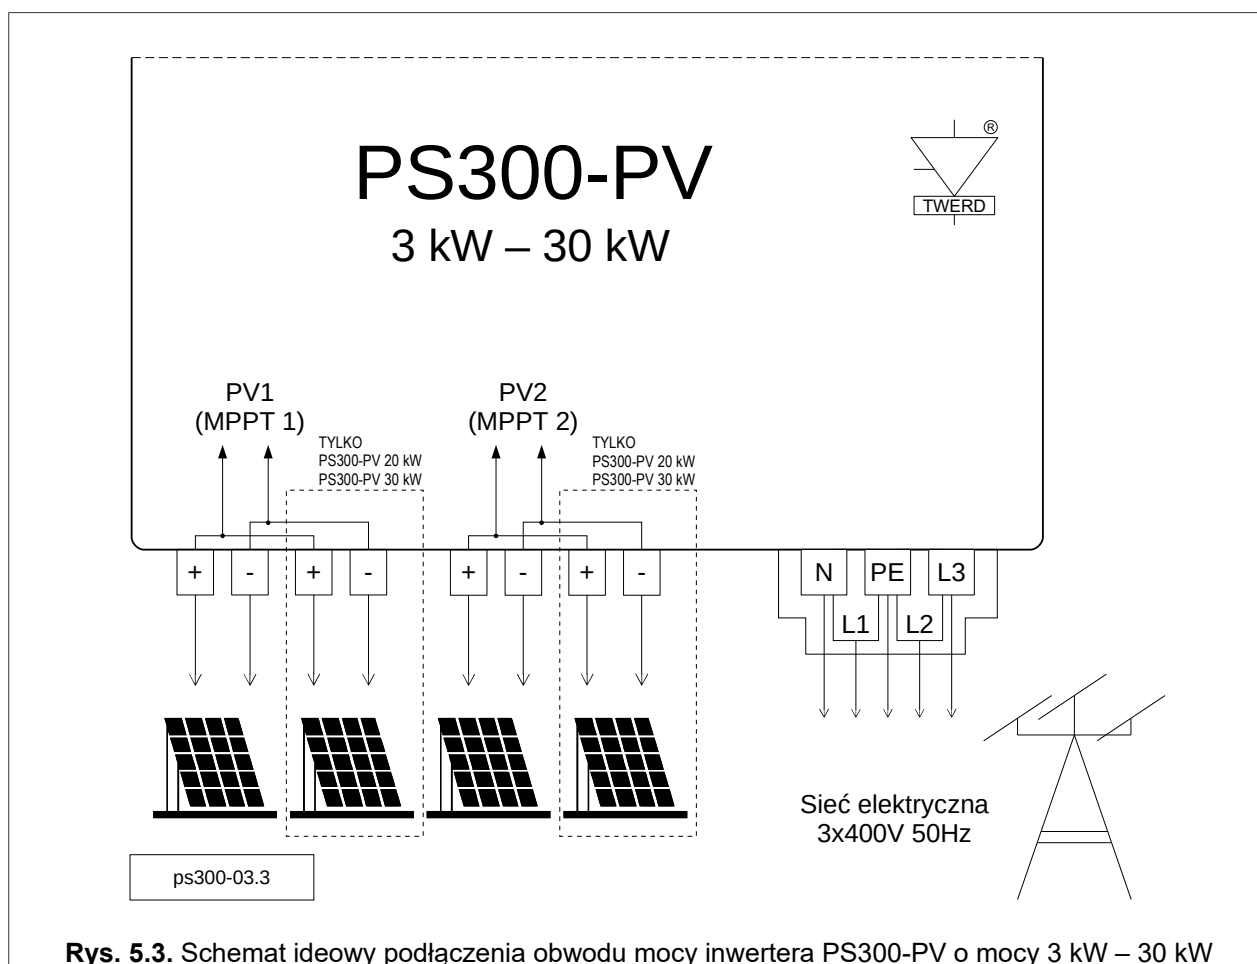 PS300-PV
3 kW – 30 kW
®
TWERD
PV1
(MPPT 1)
TYLKO
PS300-PV 20 kW
PS300-PV 30 kW
PV2
(MPPT 2)
TYLKO
PS300-PV 20 kW
PS300-PV 30 kW
+ - + - + - + -
N PE L3
L1 L2
Sieć elektryczna
3x400V 50Hz
ps300-03.3
Rys. 5.3. Schemat ideowy podłączenia obwodu mocy inwertera PS300-PV o mocy 3 kW – 30 kW